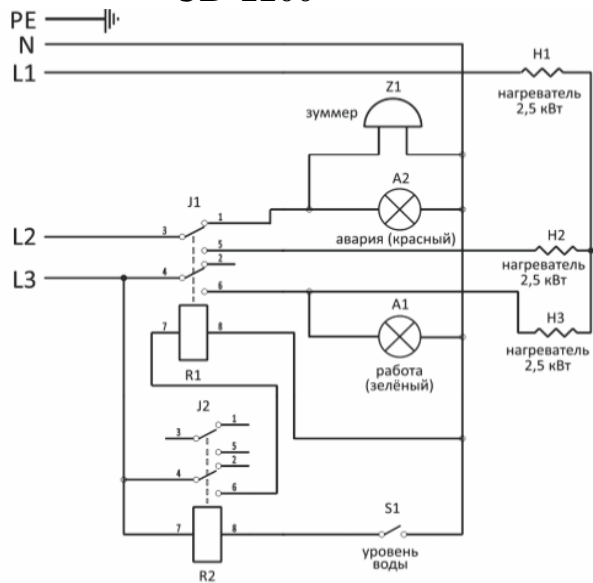 PE
N
L1
H1
нагреватель
2,5 кВт
Z1
зуммер
A2
авария (красный)
J1
1
L2
3
5
2
H2
нагреватель
2,5 кВт
L3
4
6
A1
работа
(зелёный)
H3
нагреватель
2,5 кВт
7
8
R1
J2
1
3
5
2
4
6
S1
уровень
воды
7
8
R2